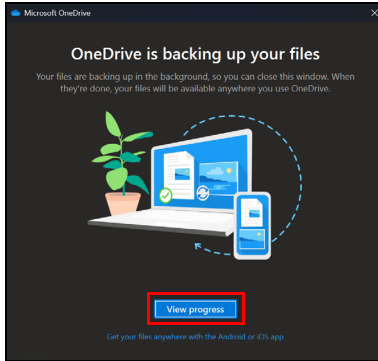 Microsoft OneDrive
OneDrive is backing up your files
Your files are backing up in the background, so you can close this window. When
they're done, your files will be available anywhere you use OneDrive.
View progress
Get your files anywhere with the Android or iOS app